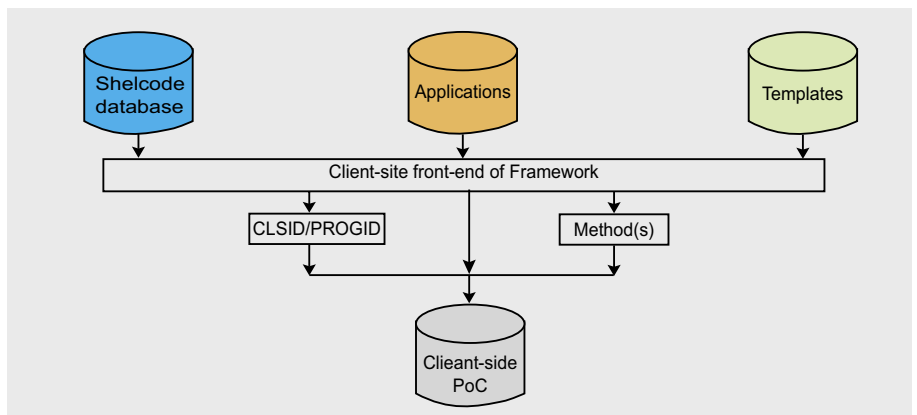 Shelcode
database
Applications
Templates
Client-site front-end of Framework
CLSID/PROGID
Method(s)
Clieant-side
PoC